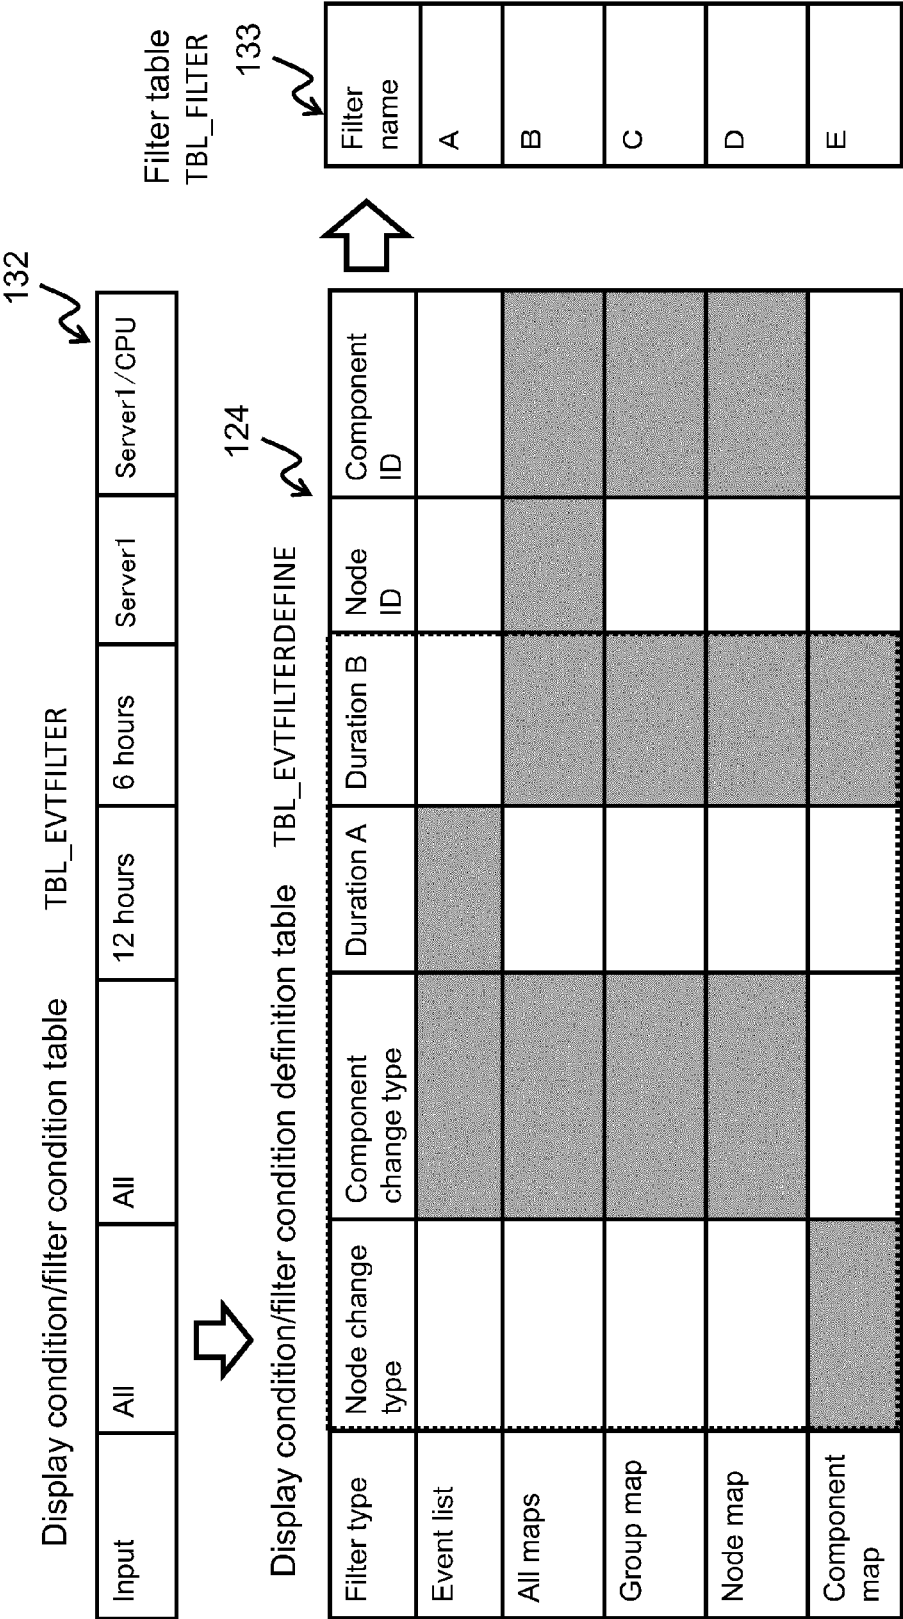 Display condition/filter condition table TBL_EVTFILTER
132
Input All All 12 hours 6 hours Server1 Server1/CPU
Display condition/filter condition definition table TBL_EVTFILTERDEFINE
124
Filter table
TBL_FILTER
133
Filter type Node change type Component change type Duration A Duration B Node ID Component ID Filter name
Event list A
All maps B
Group map C
Node map D
Component map E